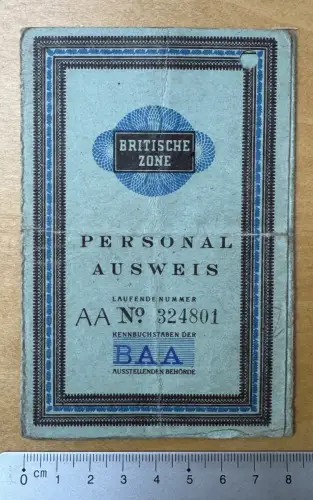 BRITISCHE
ZONE
PERSONAL
AUSWEIS
LAUFENDE NUMMER
AA Nº 324801
KENNBUCHSTABEN DER
BAA
AUSSTELLENDEN BEHÖRDE
0 cm 1 2 3 4 5 6 7 8